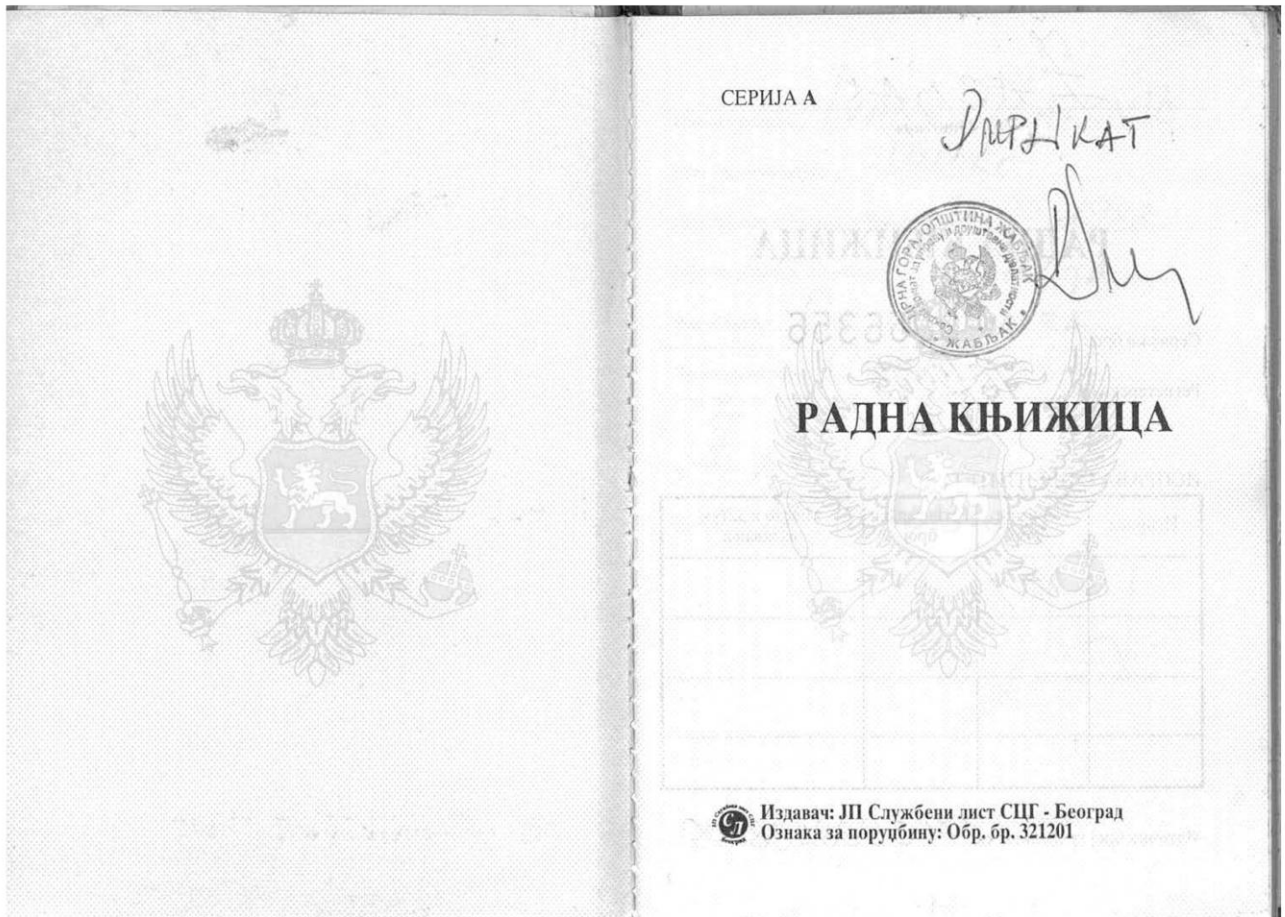 СЕРИЈА А
ДУПЛИКАТ
ЦРНА ГОРА, ОПШТИНА ЖАБЉАК
ЖАБЉАК
РАДНА КЊИЖИЦА
Издавач: ЈП Службени лист СЦГ - Београд
Ознака за поруџбину: Обр. бр. 321201